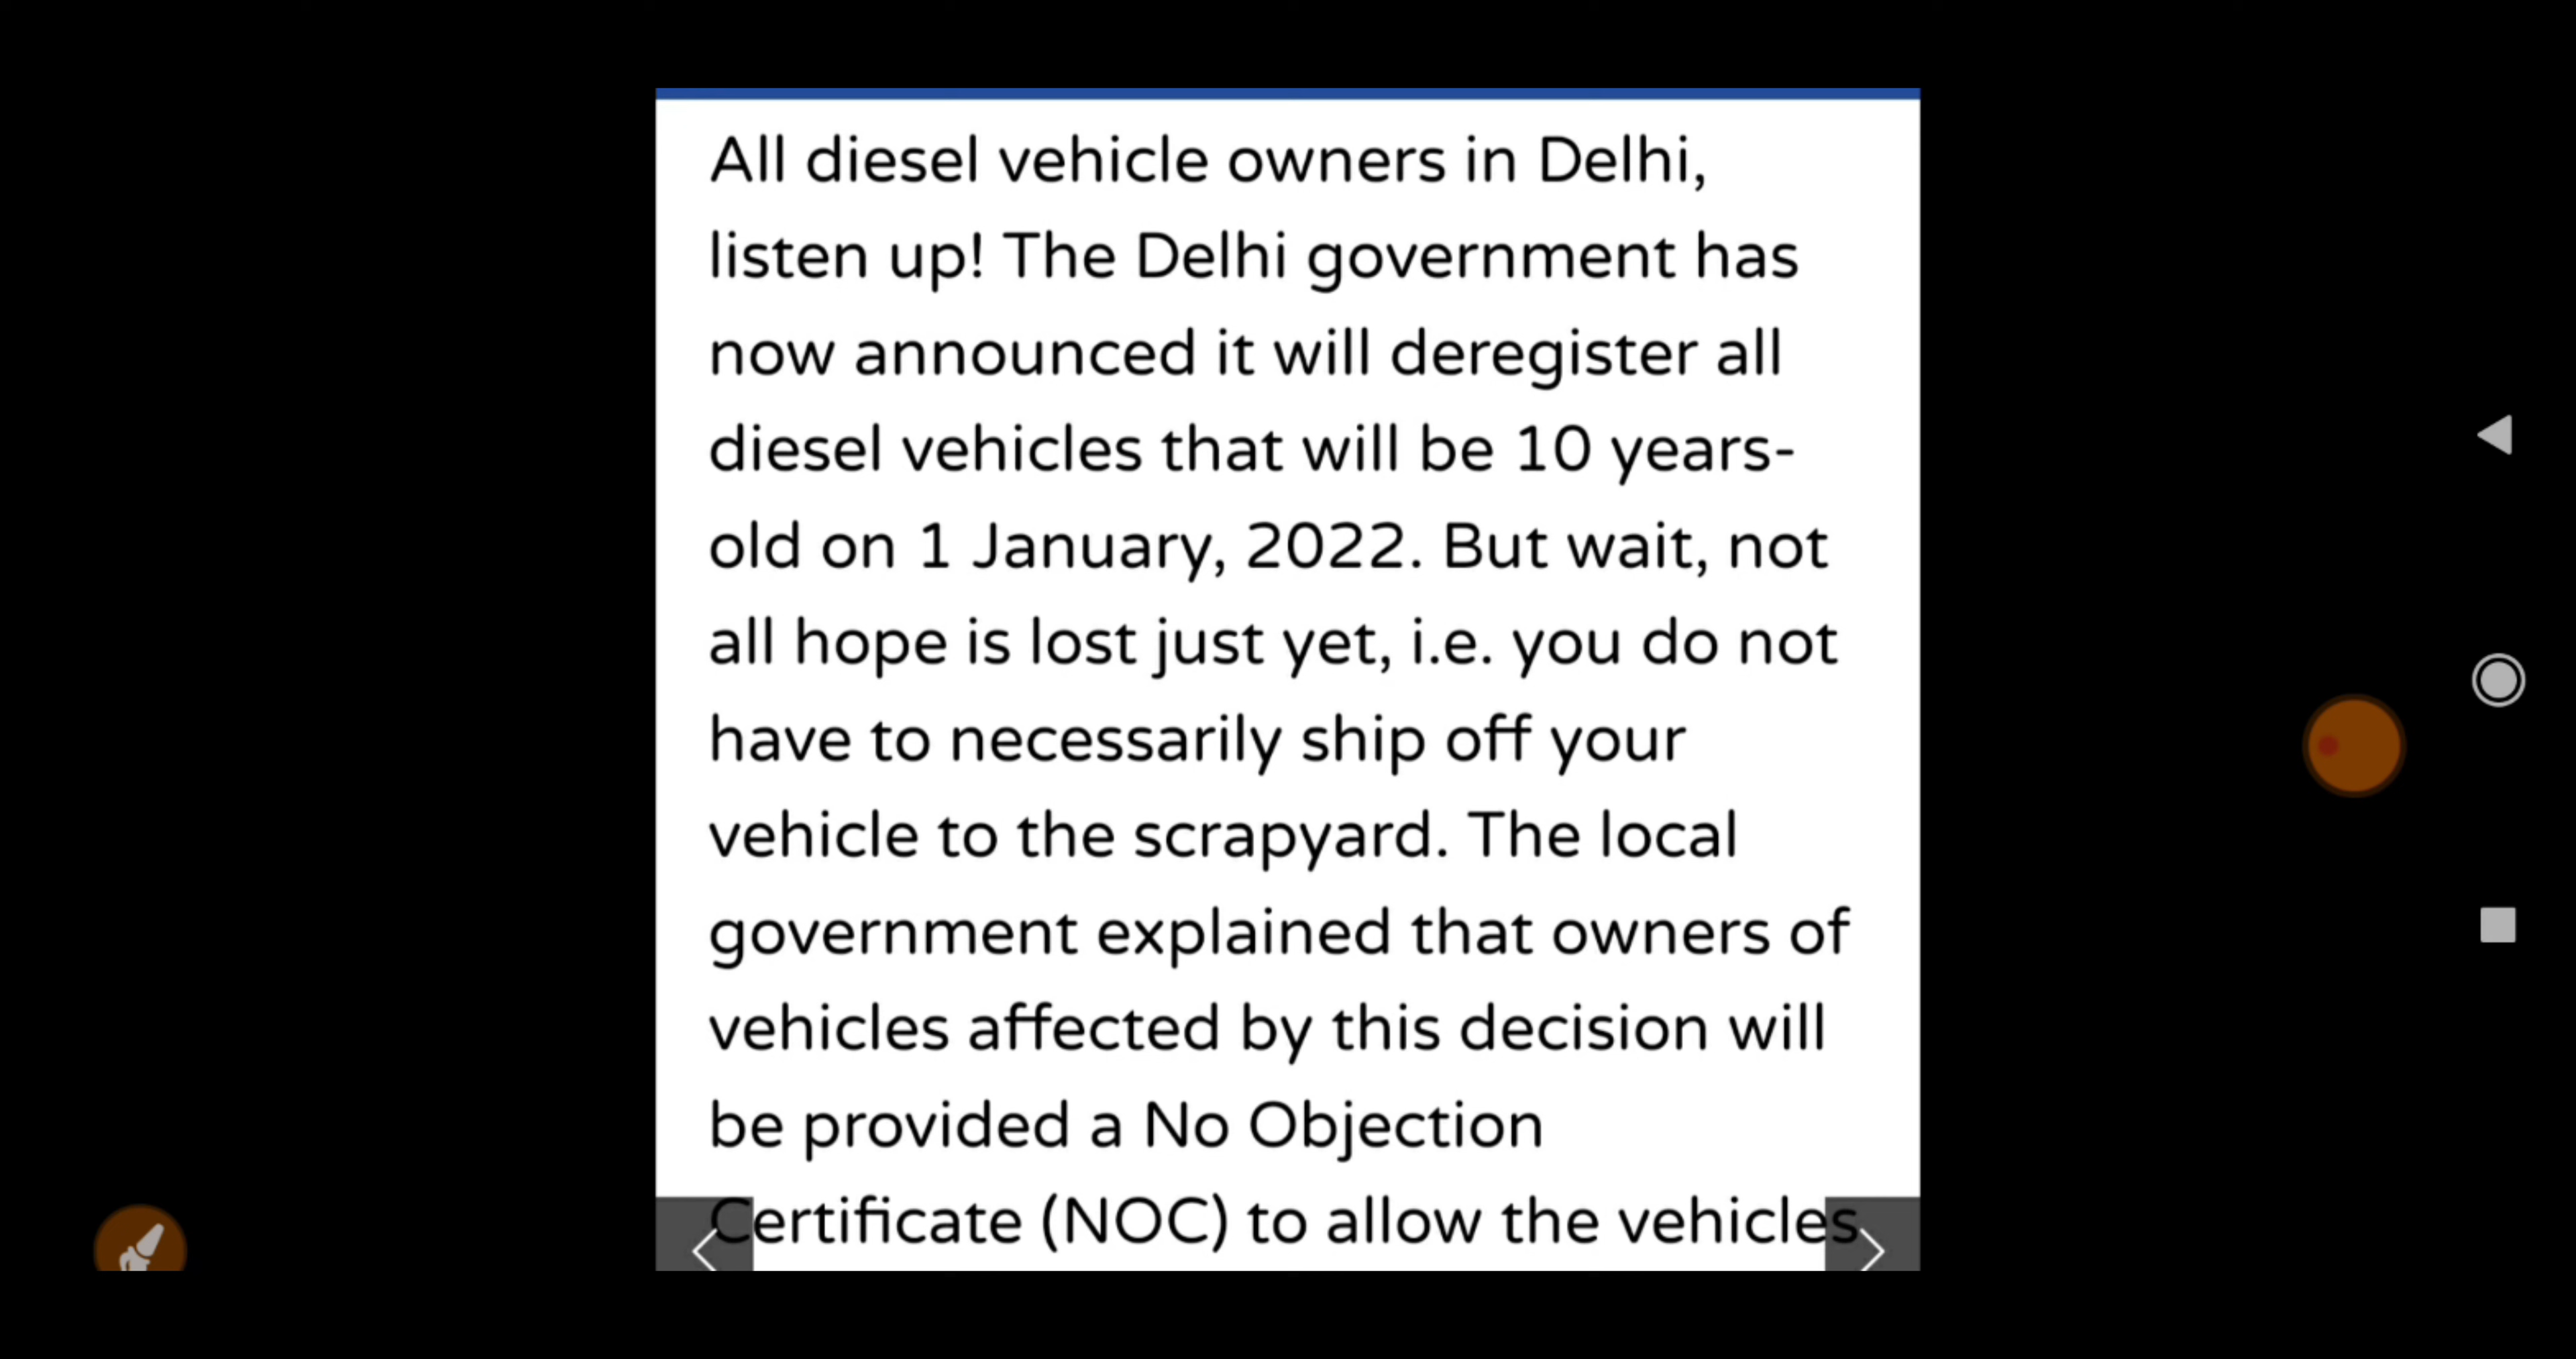 All diesel vehicle owners in Delhi,
listen up! The Delhi government has
now announced it will deregister all
diesel vehicles that will be 10 years-
old on 1 January, 2022. But wait, not
all hope is lost just yet, i.e. you do not
have to necessarily ship off your
vehicle to the scrapyard. The local
government explained that owners of
vehicles affected by this decision will
be provided a No Objection
Certificate (NOC) to allow the vehicles